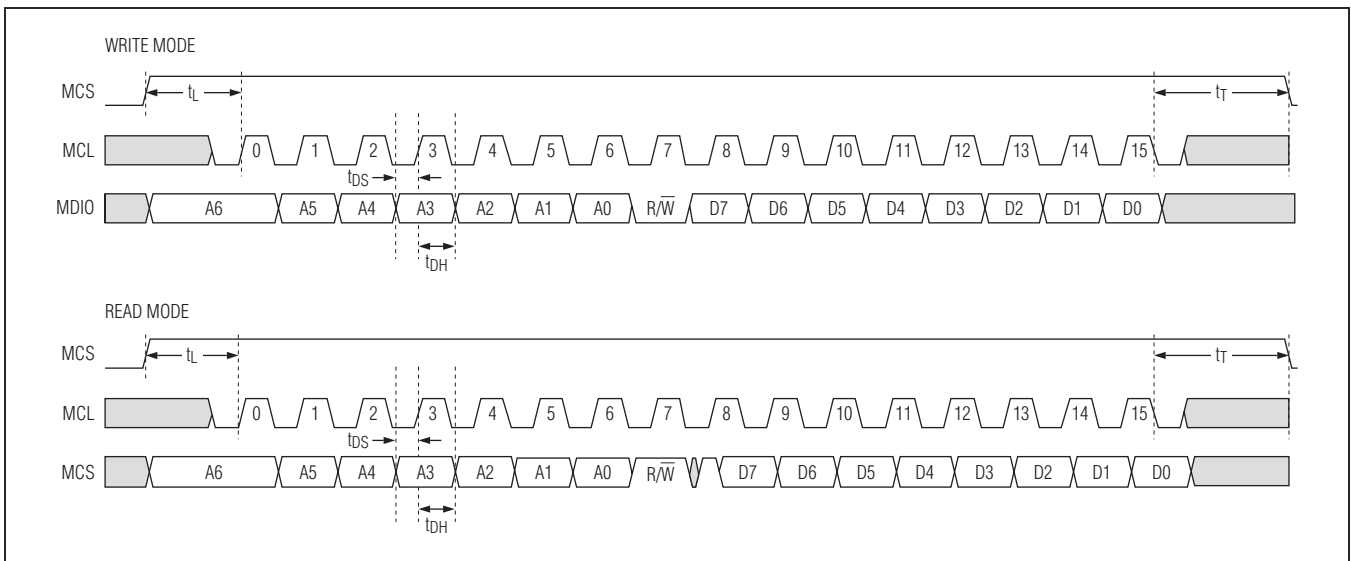 WRITE MODE
MCS tL tT
MCL 0 1 2 3 4 5 6 7 8 9 10 11 12 13 14 15
tDS
MDIO A6 A5 A4 A3 A2 A1 A0 R/W̅ D7 D6 D5 D4 D3 D2 D1 D0
tDH
READ MODE
MCS tL tT
MCL 0 1 2 3 4 5 6 7 8 9 10 11 12 13 14 15
tDS
MCS A6 A5 A4 A3 A2 A1 A0 R/W̅ D7 D6 D5 D4 D3 D2 D1 D0
tDH